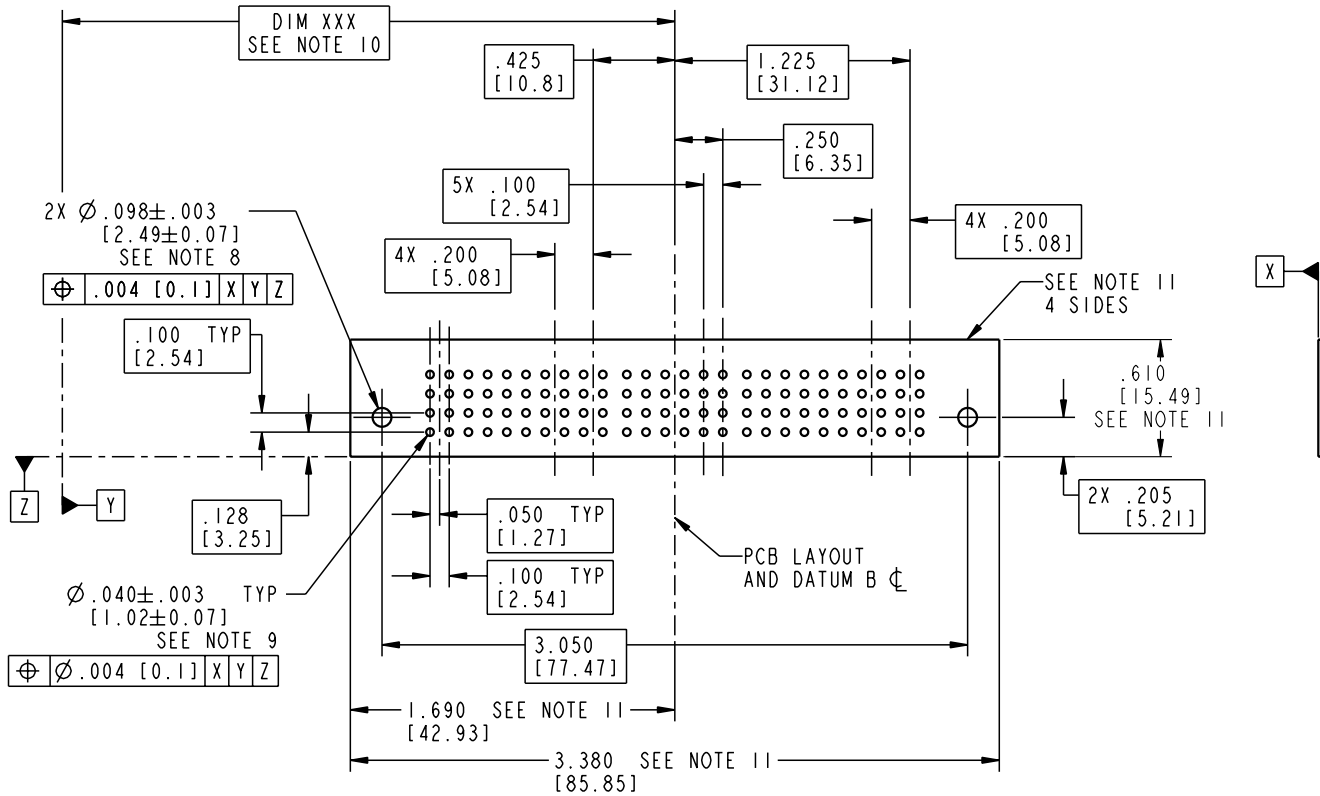 DIM XXX
SEE NOTE 10
.425
[10.8]
1.225
[31.12]
.250
[6.35]
5X .100
[2.54]
2X Ø .098±.003
[2.49±0.07]
SEE NOTE 8
⌖ .004 [0.1] X Y Z
4X .200
[5.08]
4X .200
[5.08]
X
SEE NOTE 11
4 SIDES
.100 TYP
[2.54]
.610
[15.49]
SEE NOTE 11
Z
Y
.128
[3.25]
.050 TYP
[1.27]
2X .205
[5.21]
PCB LAYOUT
AND DATUM B ℄
.100 TYP
[2.54]
Ø .040±.003 TYP
[1.02±0.07]
SEE NOTE 9
⌖ Ø .004 [0.1] X Y Z
3.050
[77.47]
1.690 SEE NOTE 11
[42.93]
3.380 SEE NOTE 11
[85.85]